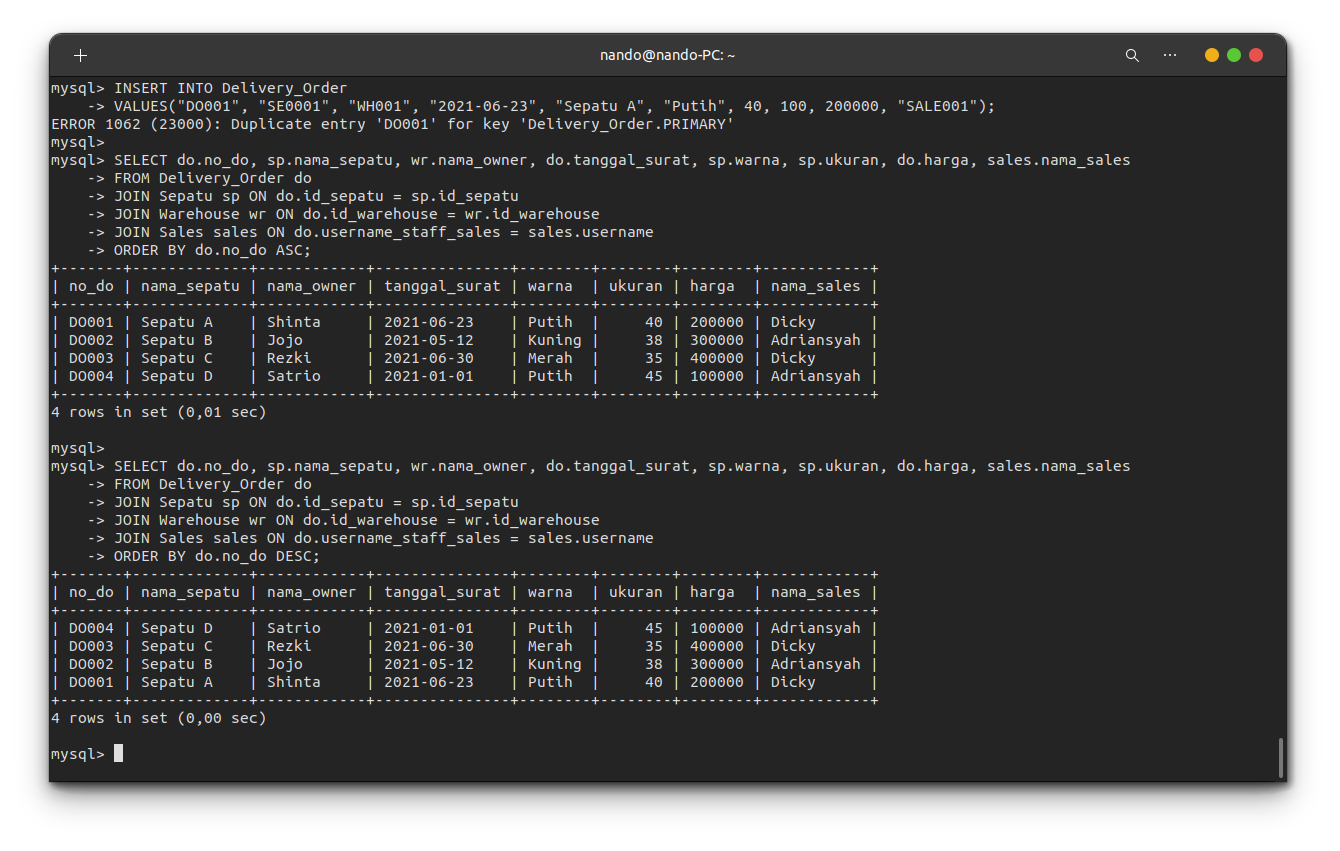 nando@nando-PC: ~
mysql> INSERT INTO Delivery_Order
    -> VALUES("DO001", "SE0001", "WH001", "2021-06-23", "Sepatu A", "Putih", 40, 100, 200000, "SALE001");
ERROR 1062 (23000): Duplicate entry 'DO001' for key 'Delivery_Order.PRIMARY'
mysql>
mysql> SELECT do.no_do, sp.nama_sepatu, wr.nama_owner, do.tanggal_surat, sp.warna, sp.ukuran, do.harga, sales.nama_sales
    -> FROM Delivery_Order do
    -> JOIN Sepatu sp ON do.id_sepatu = sp.id_sepatu
    -> JOIN Warehouse wr ON do.id_warehouse = wr.id_warehouse
    -> JOIN Sales sales ON do.username_staff_sales = sales.username
    -> ORDER BY do.no_do ASC;
+-------+-------------+------------+---------------+--------+--------+--------+------------+
| no_do | nama_sepatu | nama_owner | tanggal_surat | warna  | ukuran | harga  | nama_sales |
+-------+-------------+------------+---------------+--------+--------+--------+------------+
| DO001 | Sepatu A    | Shinta     | 2021-06-23    | Putih  |     40 | 200000 | Dicky      |
| DO002 | Sepatu B    | Jojo       | 2021-05-12    | Kuning |     38 | 300000 | Adriansyah |
| DO003 | Sepatu C    | Rezki      | 2021-06-30    | Merah  |     35 | 400000 | Dicky      |
| DO004 | Sepatu D    | Satrio     | 2021-01-01    | Putih  |     45 | 100000 | Adriansyah |
+-------+-------------+------------+---------------+--------+--------+--------+------------+
4 rows in set (0,01 sec)
mysql>
mysql> SELECT do.no_do, sp.nama_sepatu, wr.nama_owner, do.tanggal_surat, sp.warna, sp.ukuran, do.harga, sales.nama_sales
    -> FROM Delivery_Order do
    -> JOIN Sepatu sp ON do.id_sepatu = sp.id_sepatu
    -> JOIN Warehouse wr ON do.id_warehouse = wr.id_warehouse
    -> JOIN Sales sales ON do.username_staff_sales = sales.username
    -> ORDER BY do.no_do DESC;
+-------+-------------+------------+---------------+--------+--------+--------+------------+
| no_do | nama_sepatu | nama_owner | tanggal_surat | warna  | ukuran | harga  | nama_sales |
+-------+-------------+------------+---------------+--------+--------+--------+------------+
| DO004 | Sepatu D    | Satrio     | 2021-01-01    | Putih  |     45 | 100000 | Adriansyah |
| DO003 | Sepatu C    | Rezki      | 2021-06-30    | Merah  |     35 | 400000 | Dicky      |
| DO002 | Sepatu B    | Jojo       | 2021-05-12    | Kuning |     38 | 300000 | Adriansyah |
| DO001 | Sepatu A    | Shinta     | 2021-06-23    | Putih  |     40 | 200000 | Dicky      |
+-------+-------------+------------+---------------+--------+--------+--------+------------+
4 rows in set (0,00 sec)
mysql>